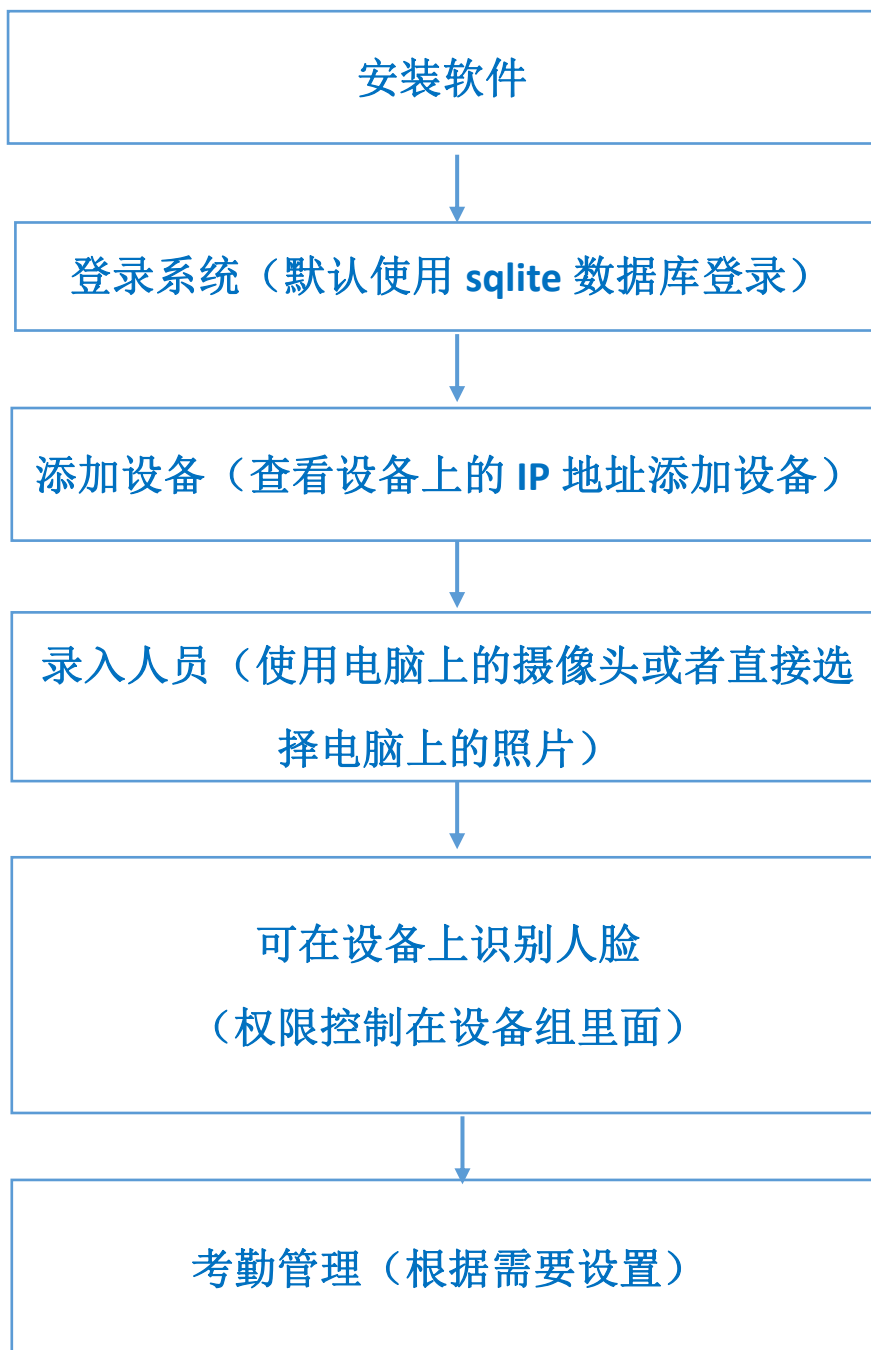 安装软件
登录系统（默认使用 sqlite 数据库登录）
添加设备（查看设备上的 IP 地址添加设备）
录入人员（使用电脑上的摄像头或者直接选
择电脑上的照片）
可在设备上识别人脸
（权限控制在设备组里面）
考勤管理（根据需要设置）